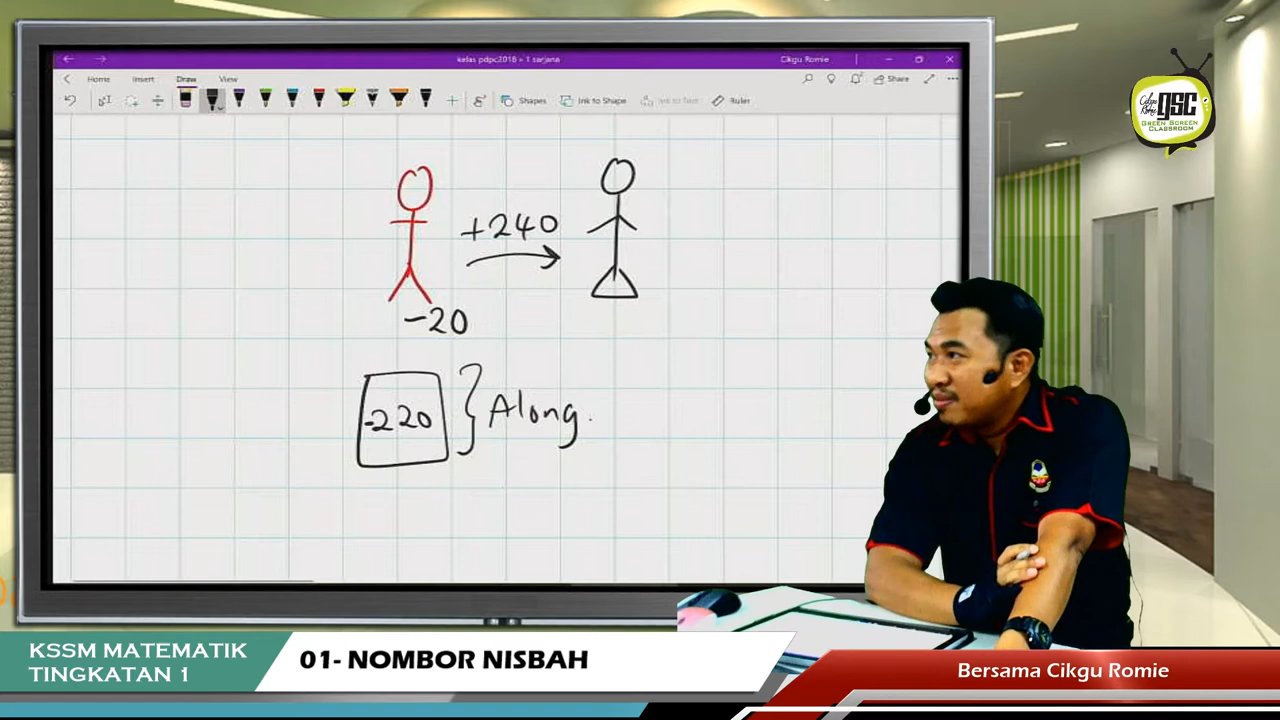 kelas pdpc2018 » 1 sarjana
Cikgu Romie
Home Insert Draw View
Share
Shapes Ink to Shape Ink to Text Ruler
Cikgu Romie GSC
GREEN SCREEN
CLASSROOM
+240
-20
-220 } Along.
KSSM MATEMATIK
TINGKATAN 1
01- NOMBOR NISBAH
Bersama Cikgu Romie